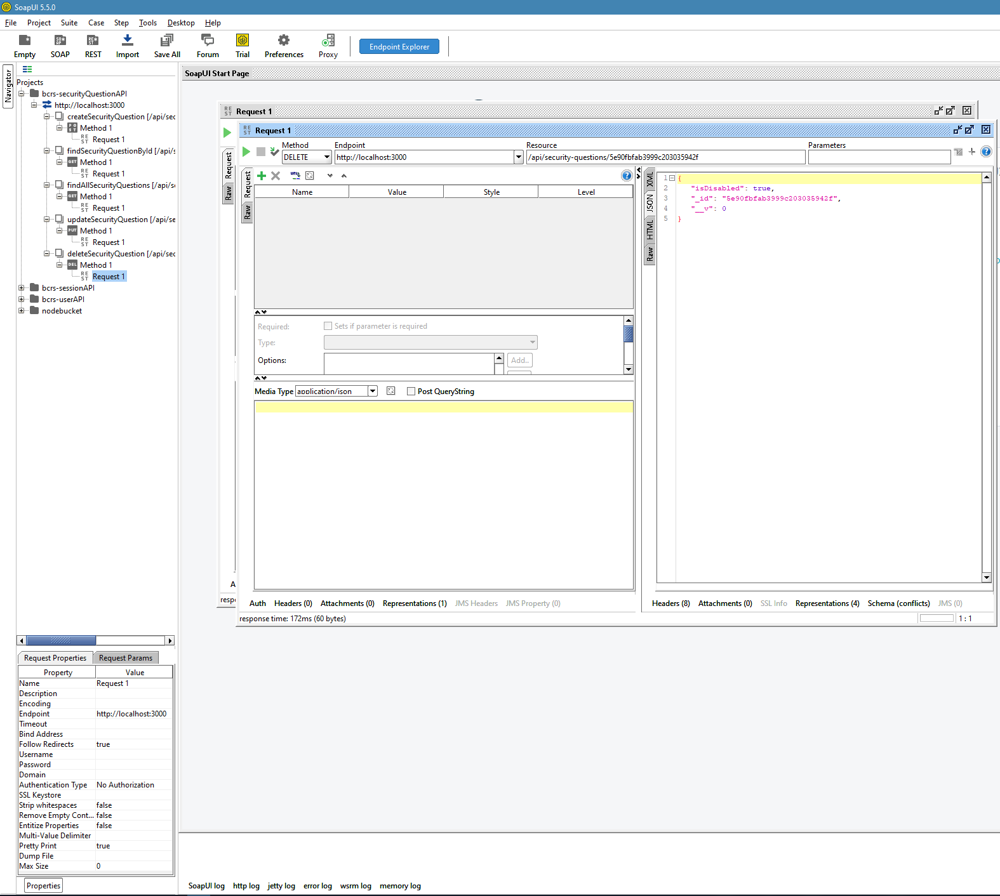 SoapUI 5.5.0
File Project Suite Case Step Tools Desktop Help
Empty SOAP REST Import Save All Forum Trial Preferences Proxy Endpoint Explorer
Navigator
Projects
bcrs-securityQuestionAPI
http://localhost:3000
createSecurityQuestion [/api/sec
Method 1
REST Request 1
findSecurityQuestionById [/api/s
GET Method 1
REST Request 1
findAllSecurityQuestions [/api/s
GET Method 1
REST Request 1
updateSecurityQuestion [/api/se
PUT Method 1
REST Request 1
deleteSecurityQuestion [/api/sec
DEL Method 1
REST Request 1
bcrs-sessionAPI
bcrs-userAPI
nodebucket
SoapUI Start Page
REST Request 1
Request
Raw
A
resp
REST Request 1
Method Endpoint Resource Parameters
DELETE http://localhost:3000 /api/security-questions/5e90fbfab3999c203035942f
Request
Raw
Name Value Style Level
Required: Sets if parameter is required
Type:
Options: Add..
Media Type application/json Post QueryString
XML
JSON
HTML
Raw
1 {
2 "isDisabled": true,
3 "_id": "5e90fbfab3999c203035942f",
4 "__v": 0
5 }
Auth Headers (0) Attachments (0) Representations (1) JMS Headers JMS Property (0)
Headers (8) Attachments (0) SSL Info Representations (4) Schema (conflicts) JMS (0)
response time: 172ms (60 bytes) 1 : 1
Request Properties Request Params
Property Value
Name Request 1
Description
Encoding
Endpoint http://localhost:3000
Timeout
Bind Address
Follow Redirects true
Username
Password
Domain
Authentication Type No Authorization
SSL Keystore
Strip whitespaces false
Remove Empty Cont... false
Entitize Properties false
Multi-Value Delimiter
Pretty Print true
Dump File
Max Size 0
Properties
SoapUI log http log jetty log error log wsrm log memory log